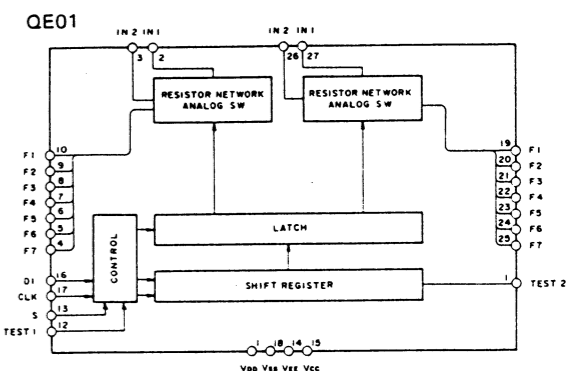 QE01
IN 2 IN 1
3 2
IN 2 IN 1
26 27
RESISTOR NETWORK
ANALOG SW
RESISTOR NETWORK
ANALOG SW
F1 10
F2 9
F3 8
F4 7
F5 6
F6 5
F7 4
19 F1
20 F2
21 F3
22 F4
23 F5
24 F6
25 F7
CONTROL
LATCH
SHIFT REGISTER
DI 16
CLK 17
S 13
TEST 1 12
1 TEST 2
1 18 14 15
VDD VSS VEE VCC